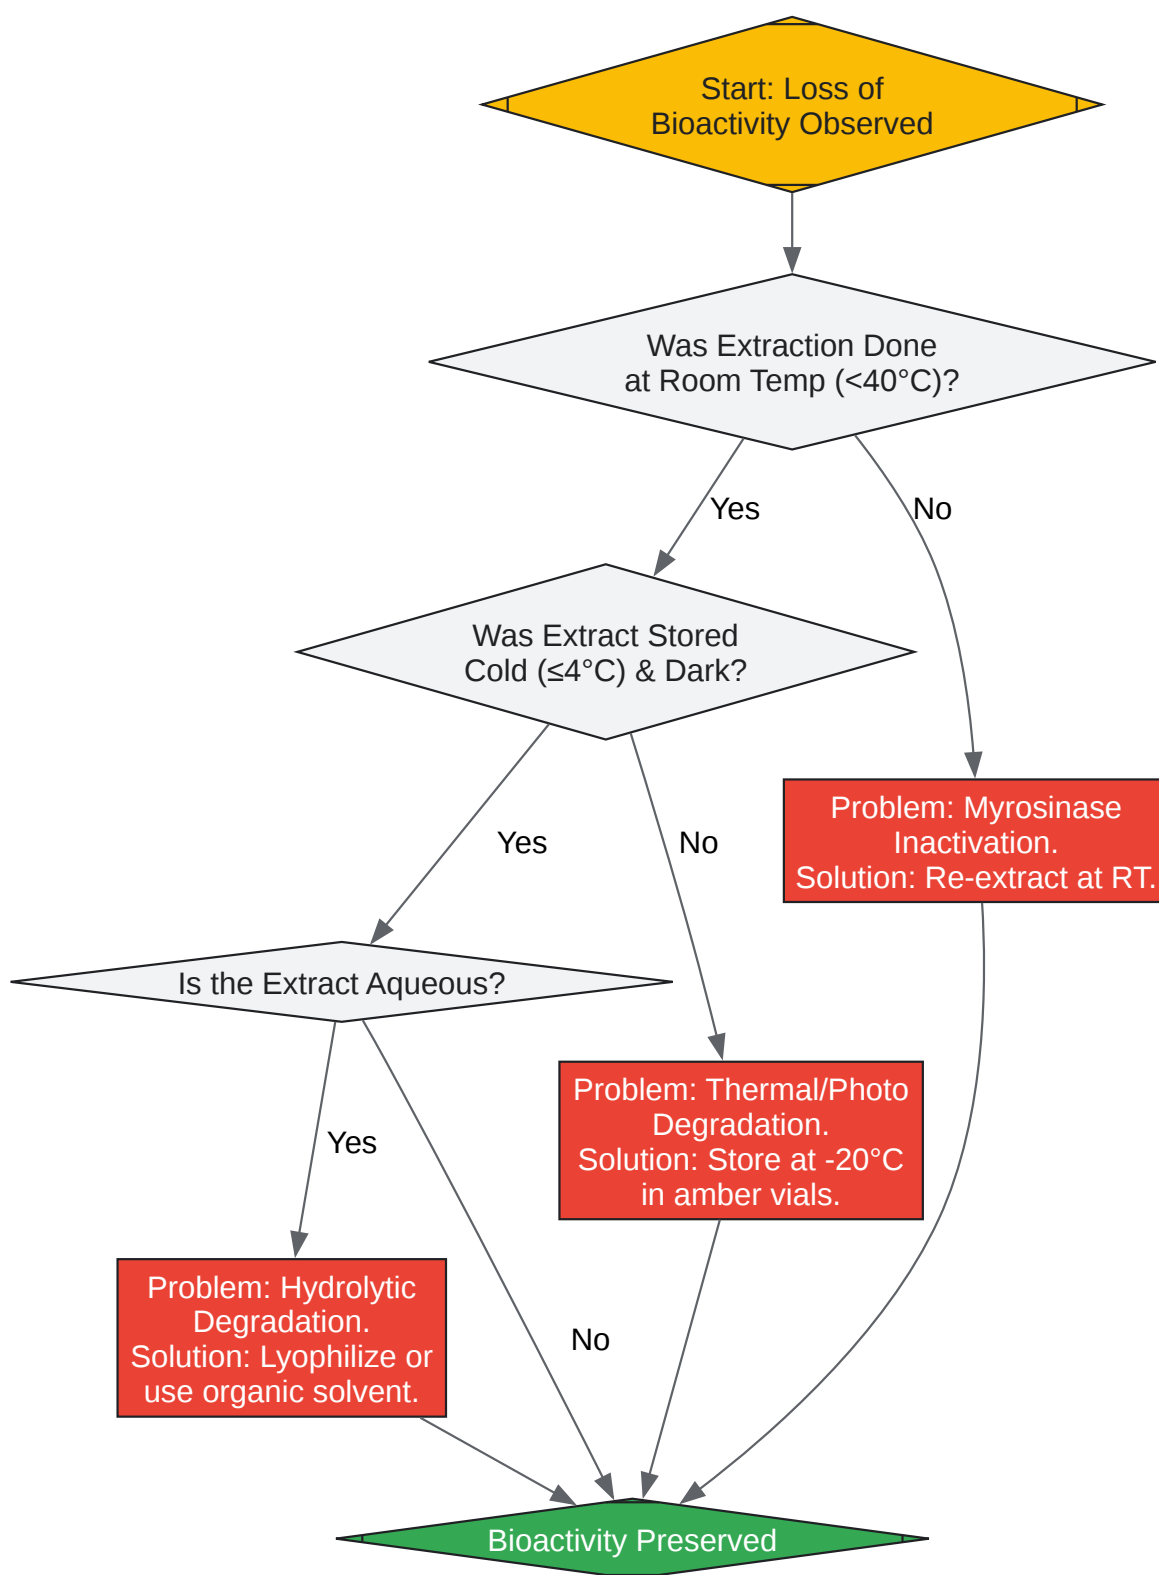 Start: Loss of
Bioactivity Observed
Was Extraction Done
at Room Temp (<40°C)?
Yes
No
Was Extract Stored
Cold (≤4°C) & Dark?
Problem: Myrosinase
Inactivation.
Solution: Re-extract at RT.
Yes
No
Is the Extract Aqueous?
Problem: Thermal/Photo
Degradation.
Solution: Store at -20°C
in amber vials.
Yes
No
Problem: Hydrolytic
Degradation.
Solution: Lyophilize or
use organic solvent.
Bioactivity Preserved